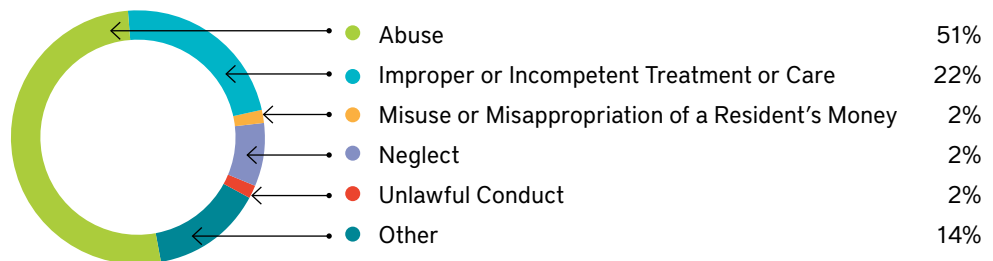 Abuse 51%
Improper or Incompetent Treatment or Care 22%
Misuse or Misappropriation of a Resident’s Money 2%
Neglect 2%
Unlawful Conduct 2%
Other 14%